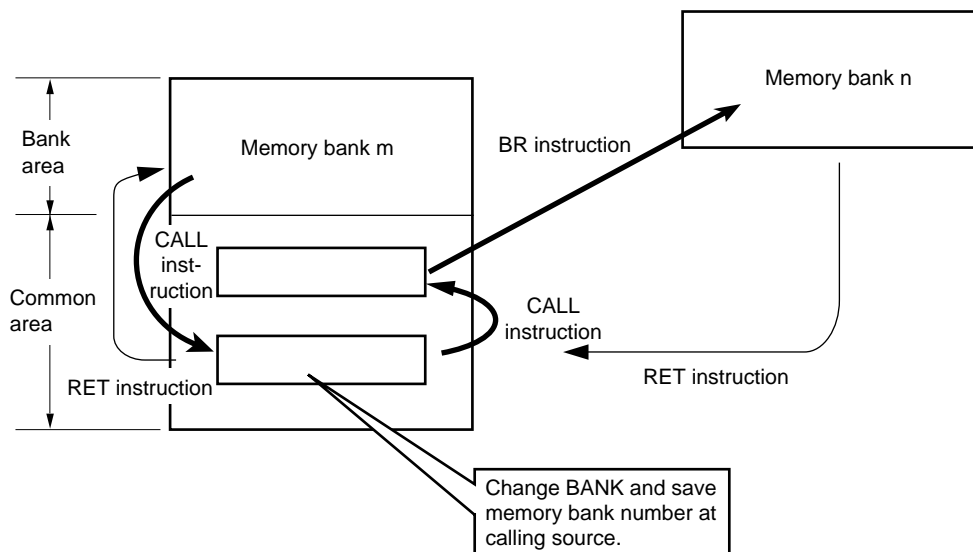 Memory bank n
Bank
area
Memory bank m
BR instruction
CALL
inst-
ruction
Common
area
CALL
instruction
RET instruction
RET instruction
Change BANK and save
memory bank number at
calling source.